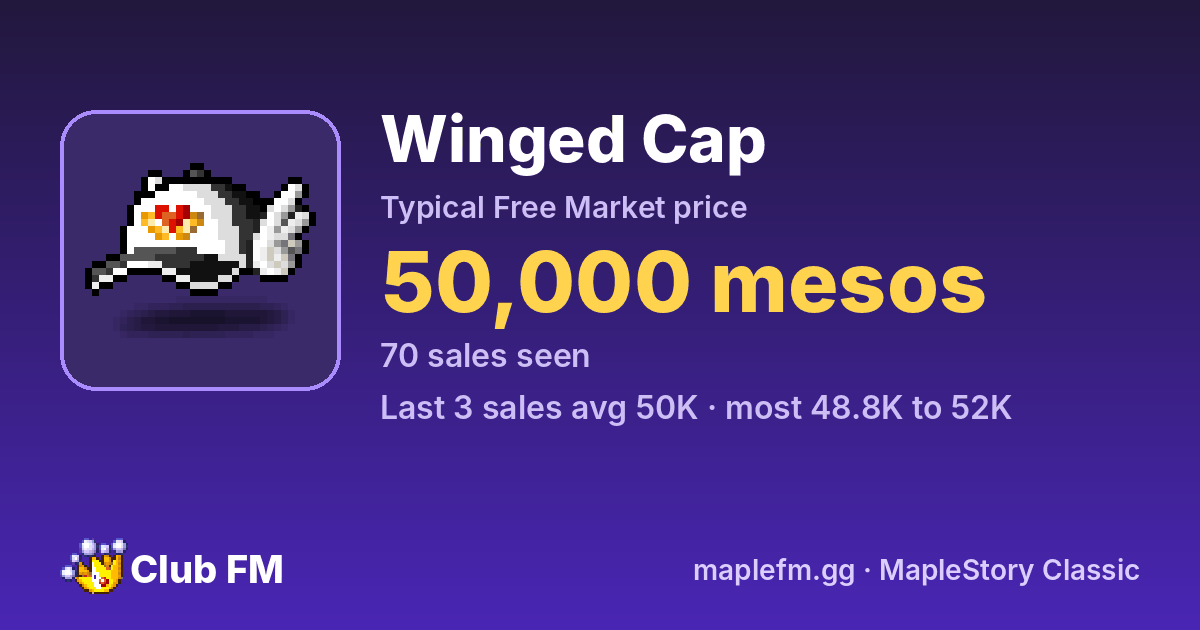 Winged Cap
Typical Free Market price
50,000 mesos
70 sales seen
Last 3 sales avg 50K · most 48.8K to 52K
Club FM
maplefm.gg · MapleStory Classic